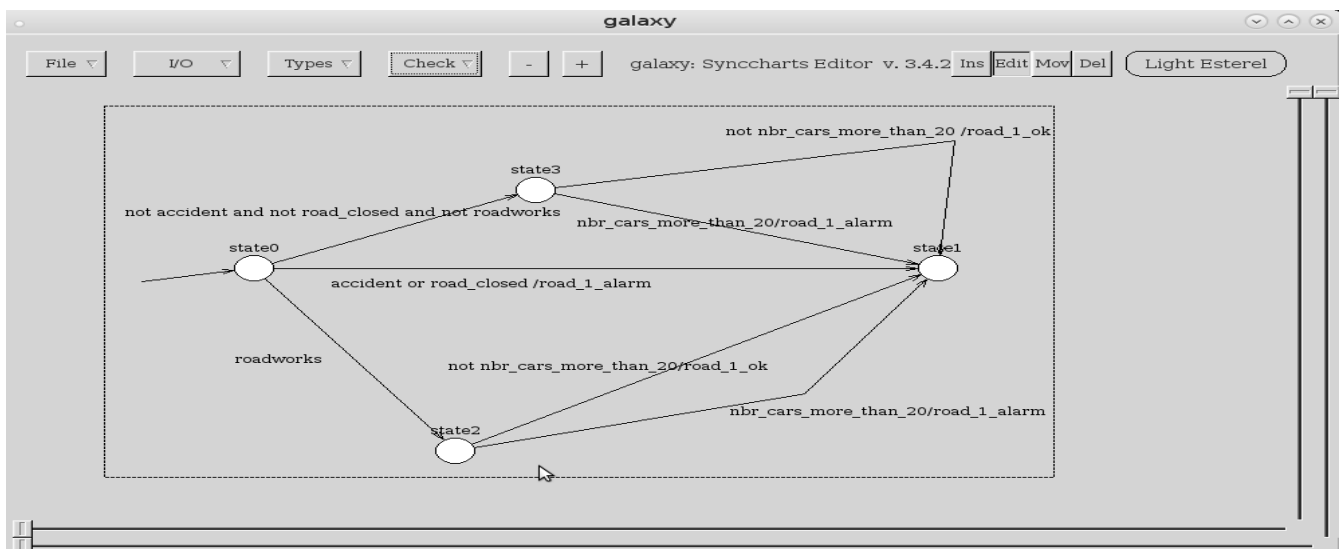 galaxy
File I/O Types Check - + galaxy: Synccharts Editor v. 3.4.2 Ins Edit Mov Del Light Esterel
not nbr_cars_more_than_20 /road_1_ok
state3
not accident and not road_closed and not roadworks
nbr_cars_more_than_20/road_1_alarm
state0
state1
accident or road_closed /road_1_alarm
roadworks
not nbr_cars_more_than_20/road_1_ok
nbr_cars_more_than_20/road_1_alarm
state2